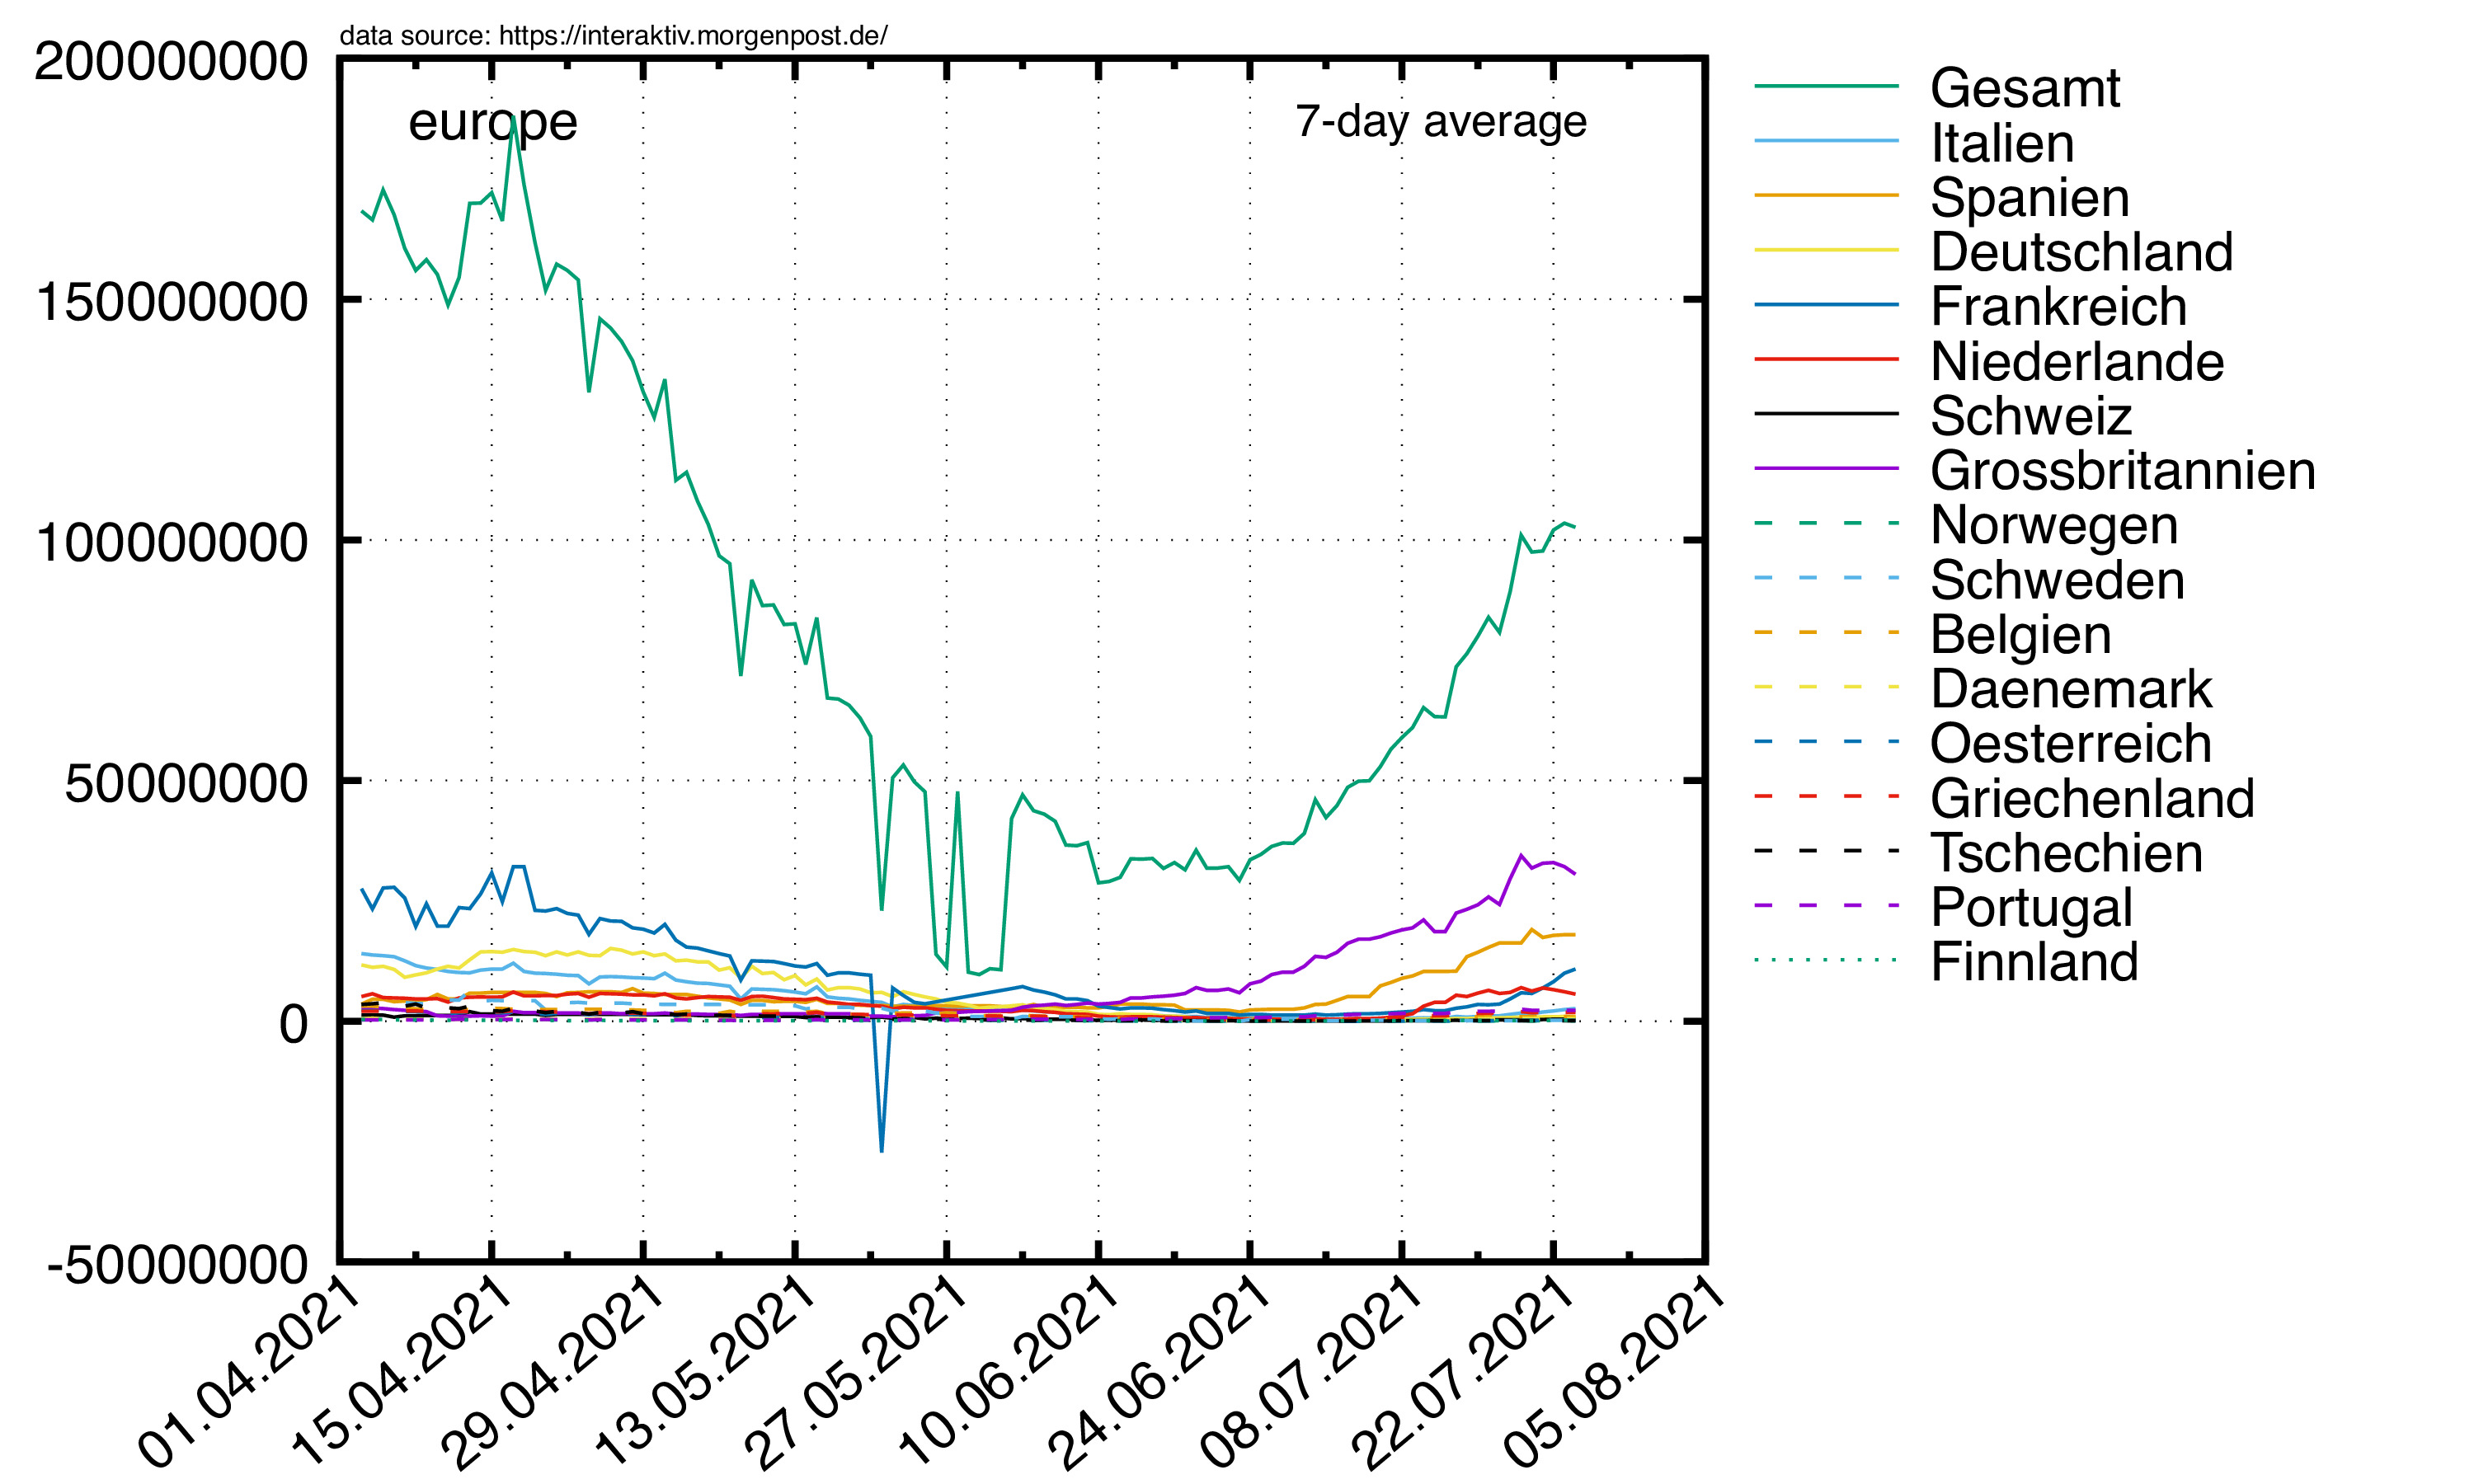 data source: https://interaktiv.morgenpost.de/
europe
7-day average
200000000
150000000
100000000
50000000
0
-50000000
01.04.2021
15.04.2021
29.04.2021
13.05.2021
27.05.2021
10.06.2021
24.06.2021
08.07.2021
22.07.2021
05.08.2021
Gesamt
Italien
Spanien
Deutschland
Frankreich
Niederlande
Schweiz
Grossbritannien
Norwegen
Schweden
Belgien
Daenemark
Oesterreich
Griechenland
Tschechien
Portugal
Finnland